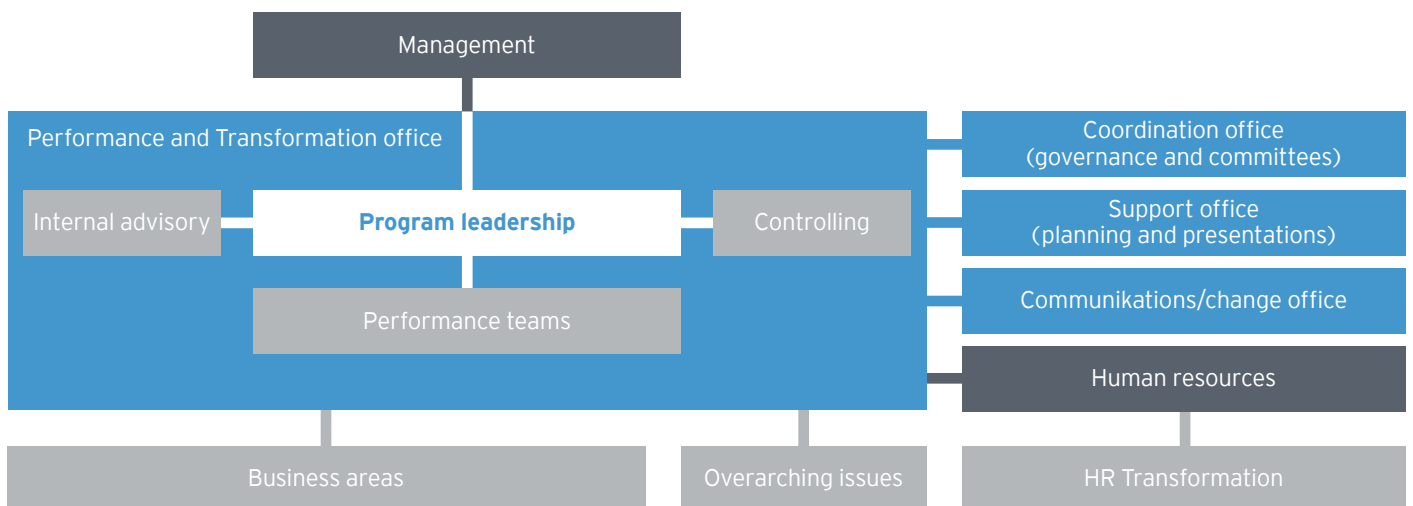 Management
Performance and Transformation office
Internal advisory
Program leadership
Controlling
Performance teams
Coordination office
(governance and committees)
Support office
(planning and presentations)
Communikations/change office
Human resources
Business areas
Overarching issues
HR Transformation